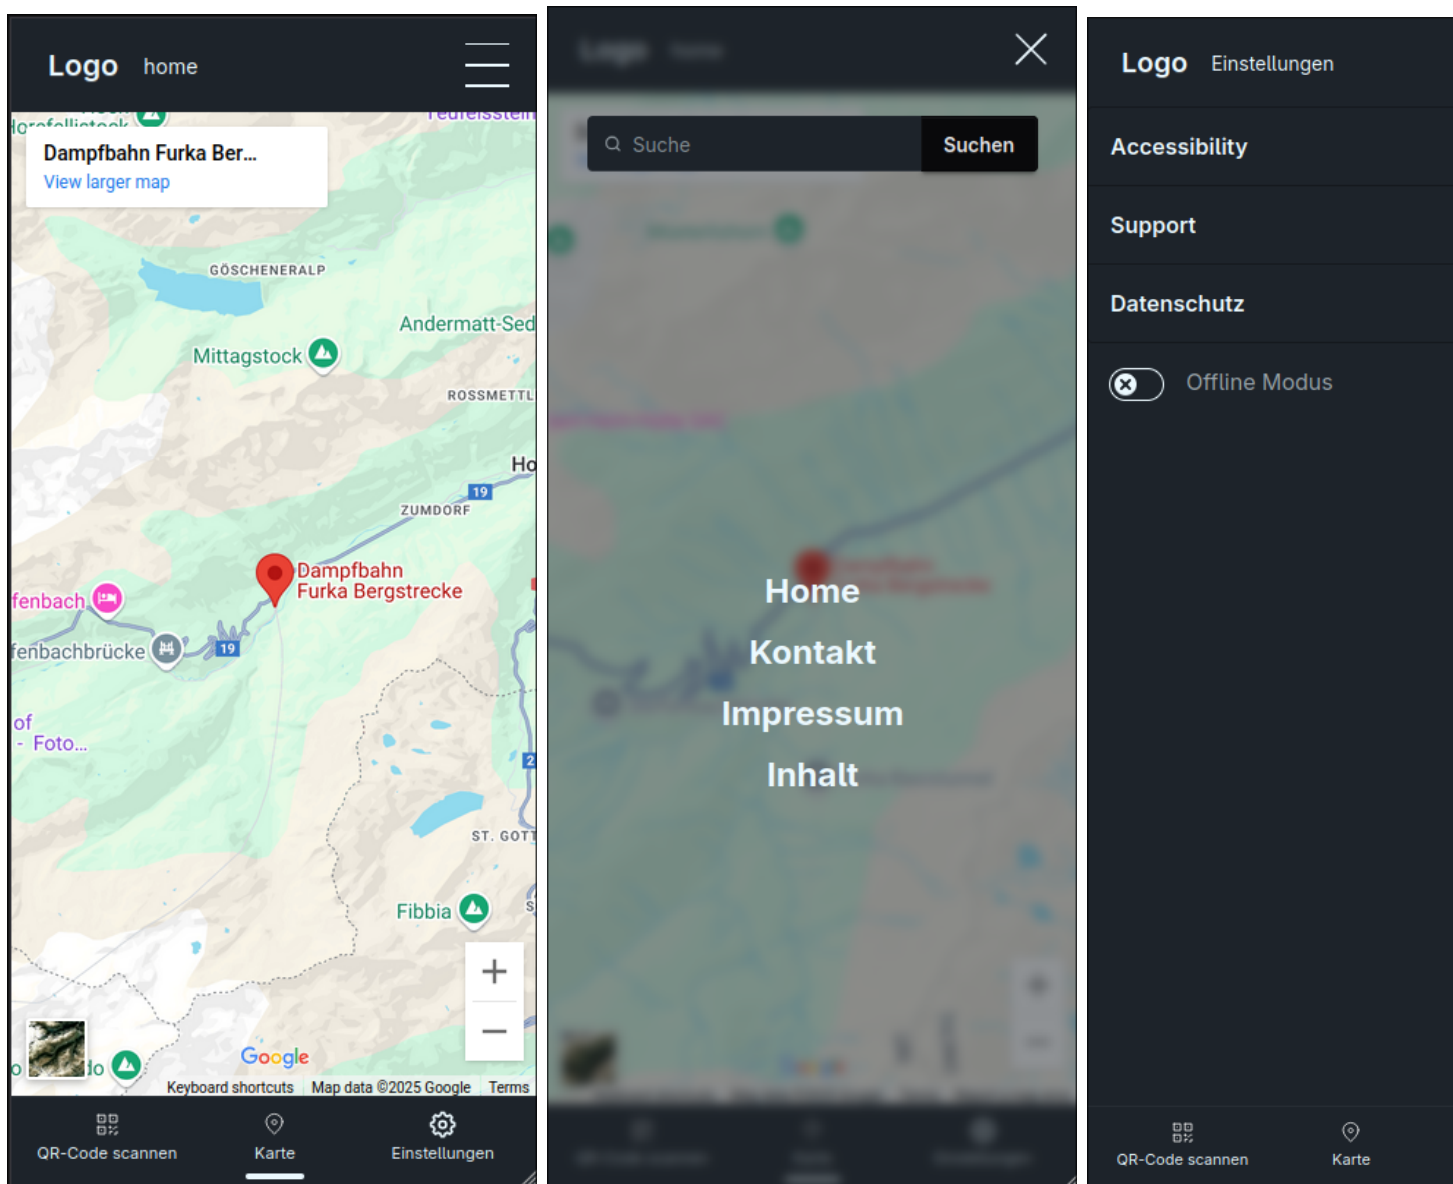 Logo home
Teufelsstein
Dampfbahn Furka Ber...
View larger map
GÖSCHENERALP
Andermatt-Sed
Mittagstock
ROSSMETTL
Ho
19
ZUMDORF
Dampfbahn
Furka Bergstrecke
fenbach
fenbachbrücke
19
of
- Foto...
2
ST. GOTT
Fibbia
S
+
−
o
do
Google
Keyboard shortcuts Map data ©2025 Google Terms
QR-Code scannen Karte Einstellungen
Suche Suchen
Home
Kontakt
Impressum
Inhalt
Logo Einstellungen
Accessibility
Support
Datenschutz
Offline Modus
QR-Code scannen Karte